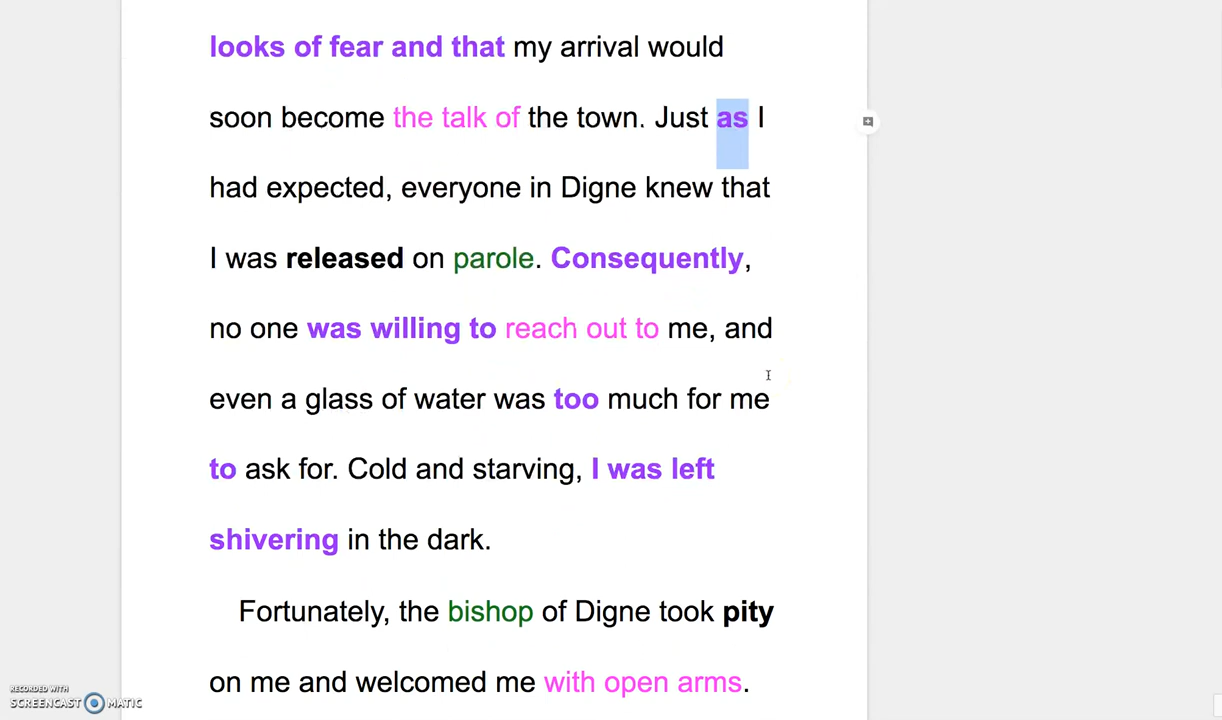 looks of fear and that my arrival would
soon become the talk of the town. Just as I
had expected, everyone in Digne knew that
I was released on parole. Consequently,
no one was willing to reach out to me, and
even a glass of water was too much for me
to ask for. Cold and starving, I was left
shivering in the dark.
Fortunately, the bishop of Digne took pity
on me and welcomed me with open arms.
RECORDED WITH
SCREENCAST MATIC